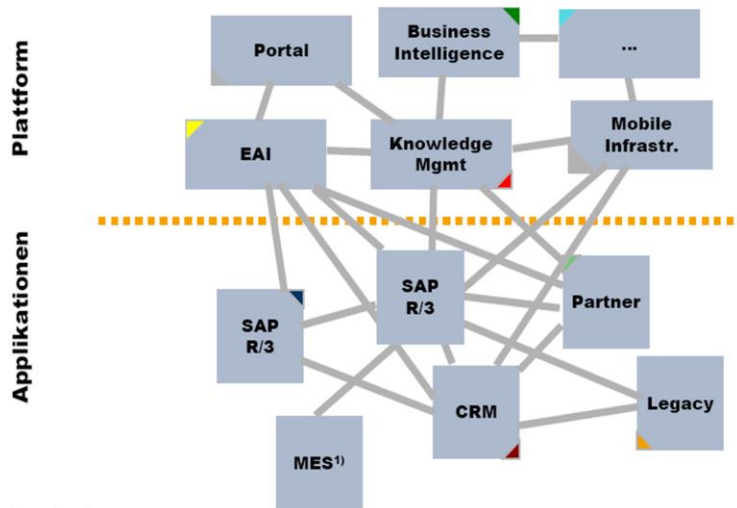 Plattform
Portal
Business
Intelligence
...
EAI
Knowledge
Mgmt
Mobile
Infrastr.
Applikationen
SAP
R/3
SAP
R/3
Partner
CRM
Legacy
MES¹⁾